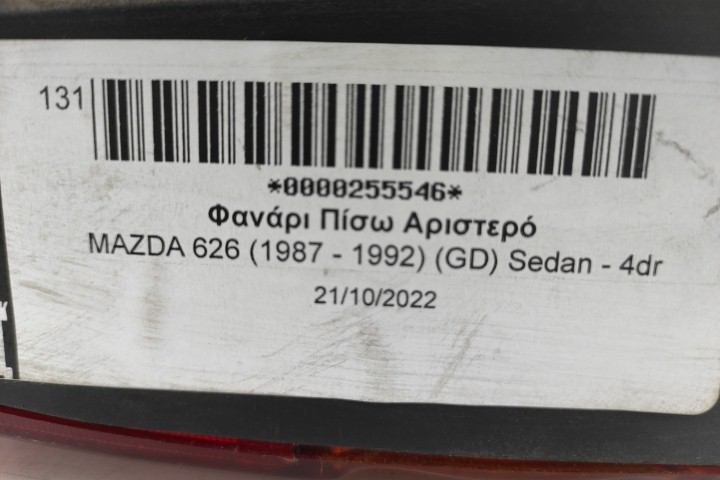 131
*0000255546*
Φανάρι Πίσω Αριστερό
MAZDA 626 (1987 - 1992) (GD) Sedan - 4dr
21/10/2022